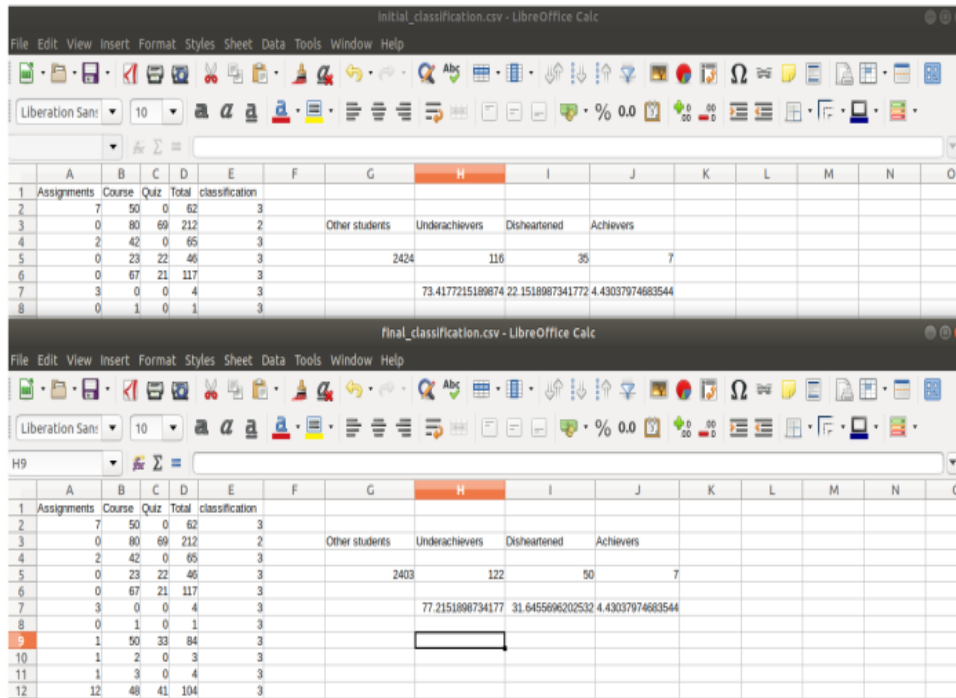 initial_classification.csv - LibreOffice Calc
File Edit View Insert Format Styles Sheet Data Tools Window Help
Liberation Sans 10
A B C D E F G H I J K L M N O
1 Assignments Course Quiz Total classification
2 7 50 0 62 3
3 0 80 69 212 2 Other students Underachievers Disheartened Achievers
4 2 42 0 65 3
5 0 23 22 46 3 2424 116 35 7
6 0 67 21 117 3
7 3 0 0 4 3 73.4177215189874 22.1518987341772 4.43037974683544
8 0 1 0 1 3
final_classification.csv - LibreOffice Calc
File Edit View Insert Format Styles Sheet Data Tools Window Help
Liberation Sans 10
H9
A B C D E F G H I J K L M N
1 Assignments Course Quiz Total classification
2 7 50 0 62 3
3 0 80 69 212 2 Other students Underachievers Disheartened Achievers
4 2 42 0 65 3
5 0 23 22 46 3 2403 122 50 7
6 0 67 21 117 3
7 3 0 0 4 3 77.2151898734177 31.6455696202532 4.43037974683544
8 0 1 0 1 3
9 1 50 33 84 3
10 1 2 0 3 3
11 1 3 0 4 3
12 12 48 41 104 3